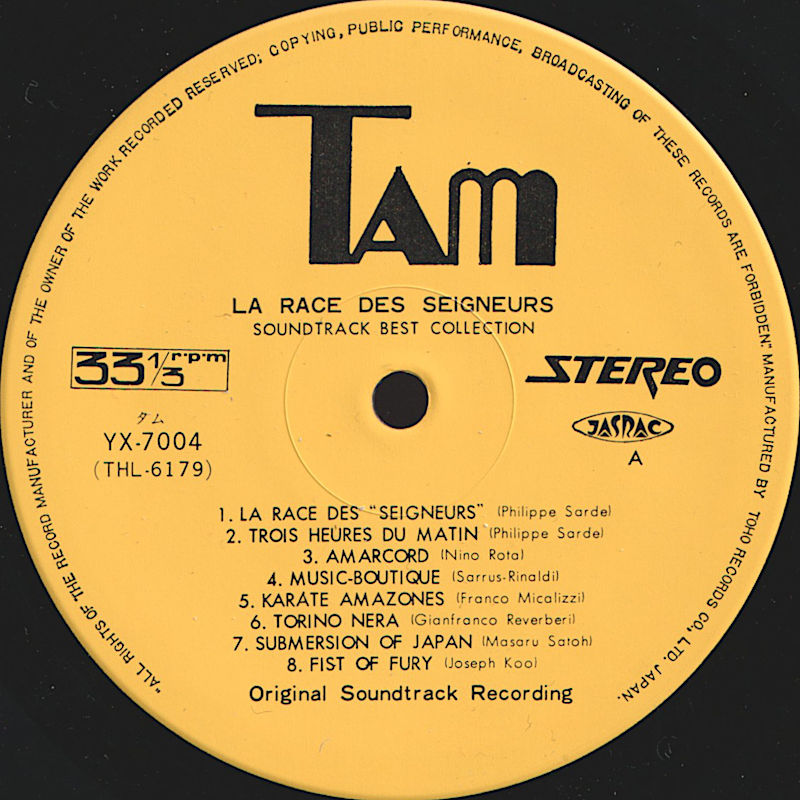 "ALL RIGHTS OF THE RECORD MANUFACTURER AND OF THE OWNER OF THE WORK RECORDED RESERVED; COPYING, PUBLIC PERFORMANCE, BROADCASTING OF THESE RECORDS ARE FORBIDDEN." MANUFACTURED BY TOHO RECORDS CO., LTD. JAPAN.
TAM
LA RACE DES SEIGNEURS
SOUNDTRACK BEST COLLECTION
33 1/3 r·p·m
STEREO
タム
YX-7004
(THL-6179)
JASRAC
A
1. LA RACE DES "SEIGNEURS" (Philippe Sarde)
2. TROIS HEÜRES DU MATIN (Philippe Sarde)
3. AMARCORD (Nino Rota)
4. MUSIC-BOUTIQUE (Sarrus-Rinaldi)
5. KARATE AMAZONES (Franco Micalizzi)
6. TORINO NERA (Gianfranco Reverberi)
7. SUBMERSION OF JAPAN (Masaru Satoh)
8. FIST OF FURY (Joseph Koo)
Original Soundtrack Recording